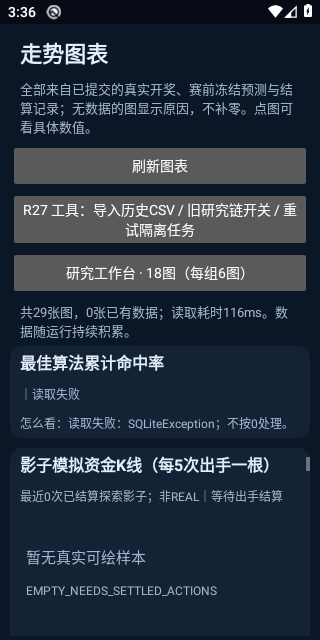 3:36
走势图表
全部来自已提交的真实开奖、赛前冻结预测与结
算记录；无数据的图显示原因，不补零。点图可
看具体数值。
刷新图表
R27 工具：导入历史CSV / 旧研究链开关 / 重
试隔离任务
研究工作台 · 18图（每组6图）
共29张图，0张已有数据；读取耗时116ms。数
据随运行持续积累。
最佳算法累计命中率
｜读取失败
怎么看：读取失败：SQLiteException；不按0处理。
影子模拟资金K线（每5次出手一根）
最近0次已结算探索影子；非REAL｜等待出手结算
暂无真实可绘样本
EMPTY_NEEDS_SETTLED_ACTIONS